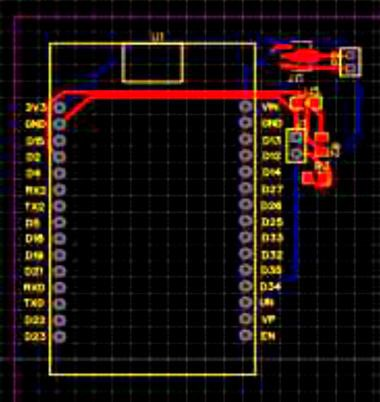 U1
3V3
GND
D15
D2
D4
RX2
TX2
D5
D18
D19
D21
RX0
TX0
D22
D23
VIN
GND
D13
D12
D14
D27
D26
D25
D33
D32
D35
D34
UN
VP
EN